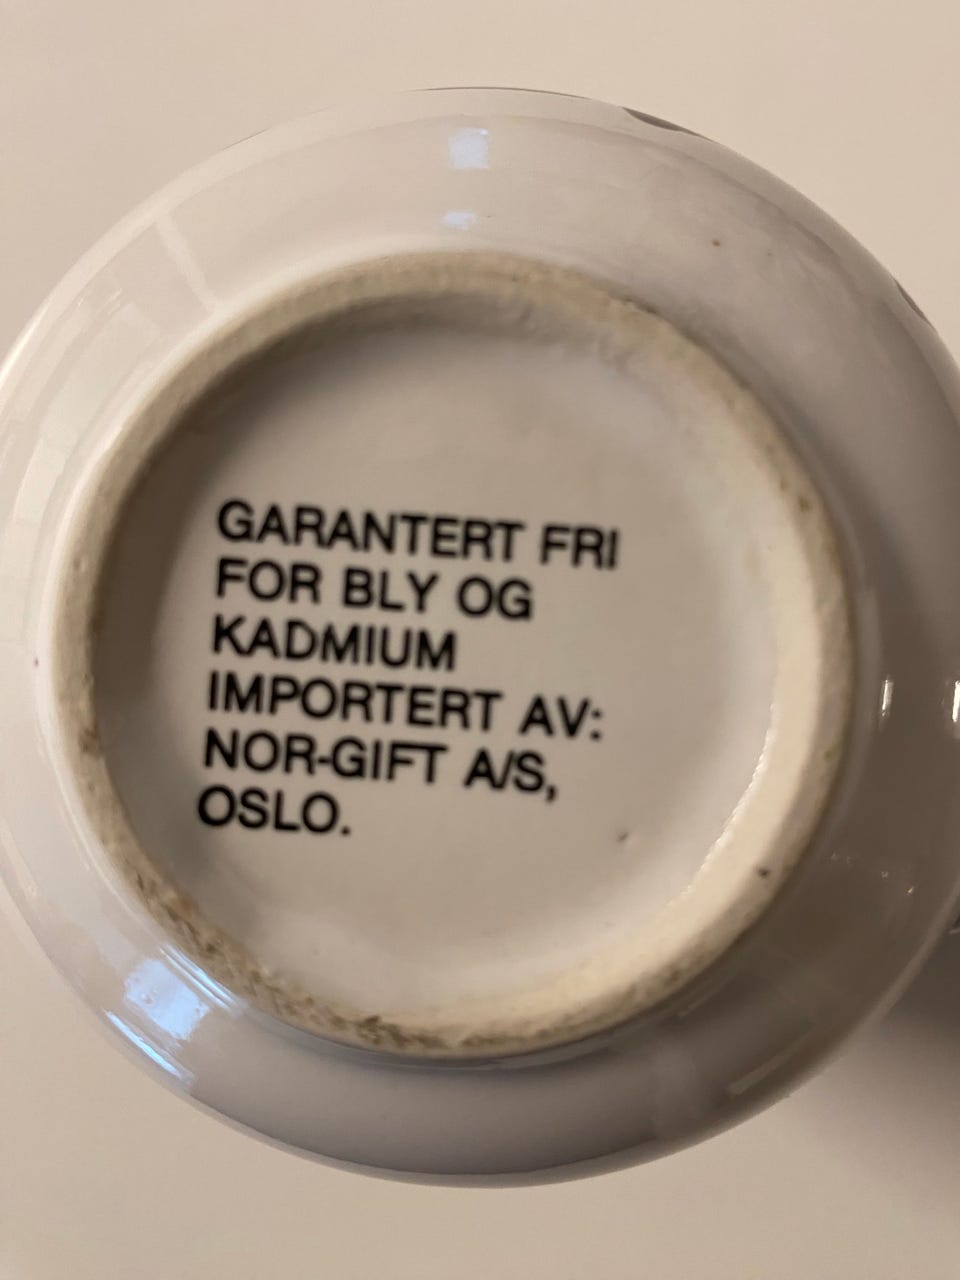 GARANTERT FRI
FOR BLY OG
KADMIUM
IMPORTERT AV:
NOR-GIFT A/S,
OSLO.